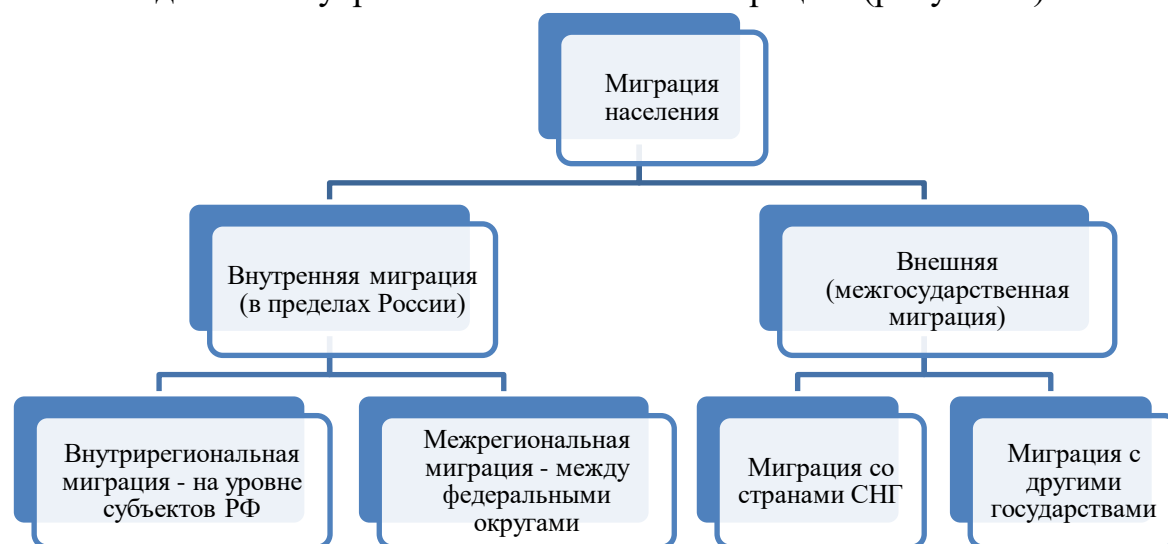 Миграция
населения
Внутренняя миграция
(в пределах России)
Внешняя
(межгосударственная
миграция)
Внутрирегиональная
миграция - на уровне
субъектов РФ
Межрегиональная
миграция - между
федеральными
округами
Миграция со
странами СНГ
Миграция с
другими
государствами